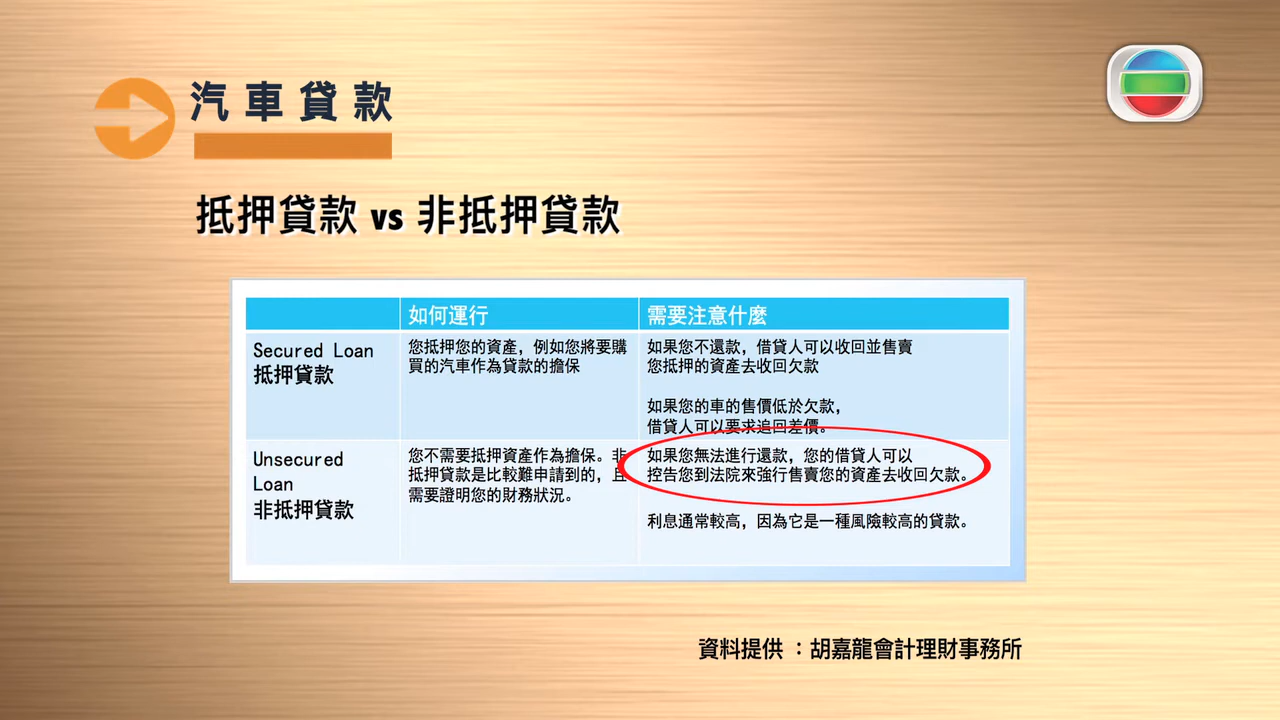 汽車貸款
抵押貸款 vs 非抵押貸款
如何運行
需要注意什麼
Secured Loan
抵押貸款
您抵押您的資產，例如您將要購
買的汽車作為貸款的擔保
如果您不還款，借貸人可以收回並售賣
您抵押的資產去收回欠款
如果您的車的售價低於欠款，
借貸人可以要求追回差價。
Unsecured
Loan
非抵押貸款
您不需要抵押資產作為擔保。非
抵押貸款是比較難申請到的，且
需要證明您的財務狀況。
如果您無法進行還款，您的借貸人可以
控告您到法院來強行售賣您的資產去收回欠款。
利息通常較高，因為它是一種風險較高的貸款。
資料提供 ：胡嘉龍會計理財事務所